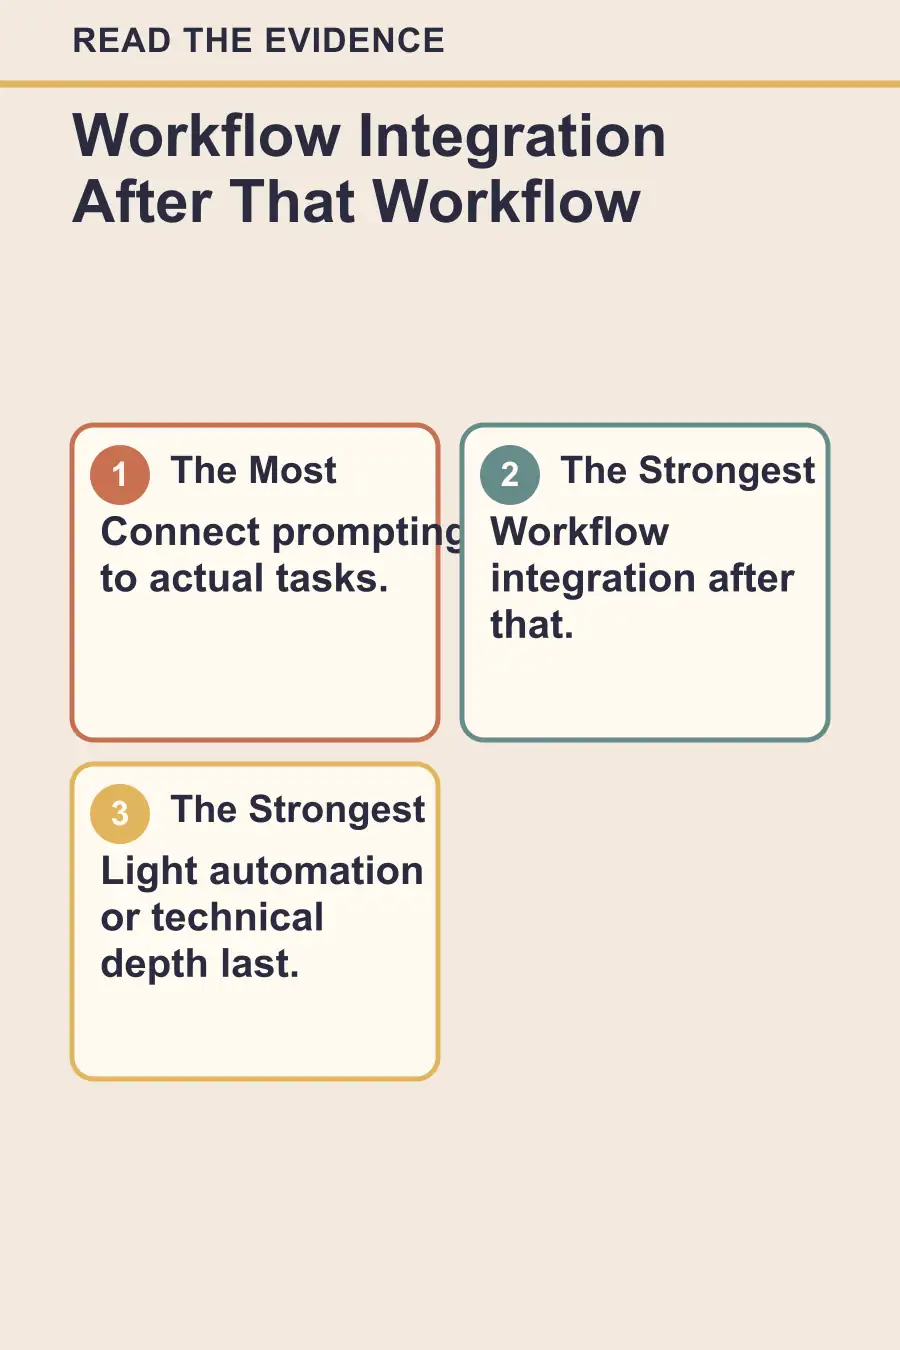 READ THE EVIDENCE
Workflow Integration
After That Workflow
1 The Most
Connect prompting
to actual tasks.
2 The Strongest
Workflow
integration after
that.
3 The Strongest
Light automation
or technical
depth last.